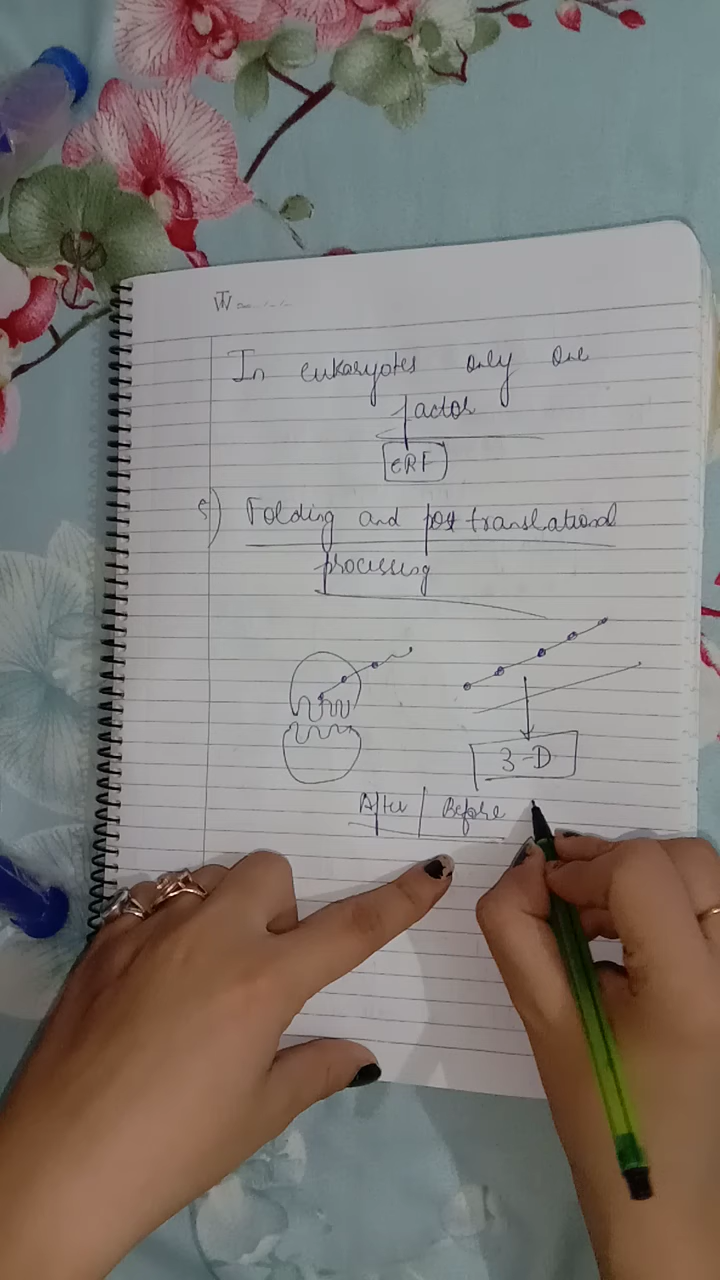 In eukaryotes only one
factor
eRF
5) Folding and post translational
processing
3-D
After | Before